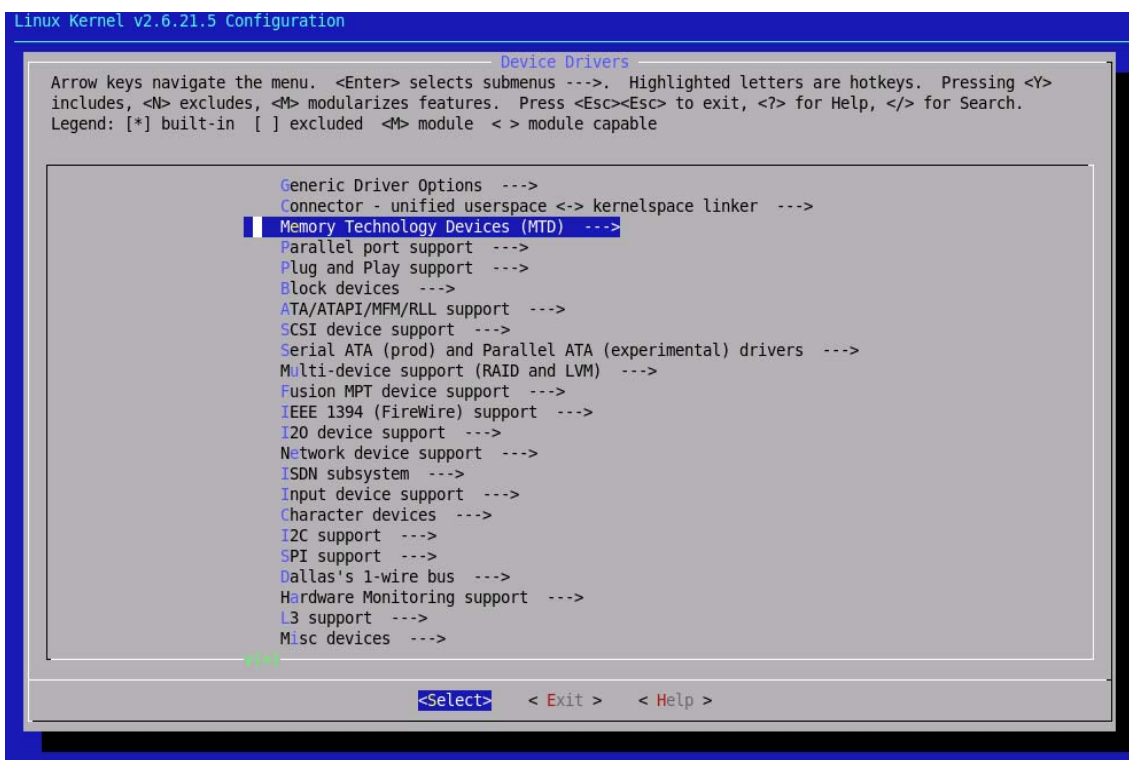 Linux Kernel v2.6.21.5 Configuration
Device Drivers
Arrow keys navigate the menu. <Enter> selects submenus --->. Highlighted letters are hotkeys. Pressing <Y>
includes, <N> excludes, <M> modularizes features. Press <Esc><Esc> to exit, <?> for Help, </> for Search.
Legend: [*] built-in [ ] excluded <M> module < > module capable
Generic Driver Options --->
Connector - unified userspace <-> kernelspace linker --->
Memory Technology Devices (MTD) --->
Parallel port support --->
Plug and Play support --->
Block devices --->
ATA/ATAPI/MFM/RLL support --->
SCSI device support --->
Serial ATA (prod) and Parallel ATA (experimental) drivers --->
Multi-device support (RAID and LVM) --->
Fusion MPT device support --->
IEEE 1394 (FireWire) support --->
I2O device support --->
Network device support --->
ISDN subsystem --->
Input device support --->
Character devices --->
I2C support --->
SPI support --->
Dallas's 1-wire bus --->
Hardware Monitoring support --->
L3 support --->
Misc devices --->
<Select> < Exit > < Help >